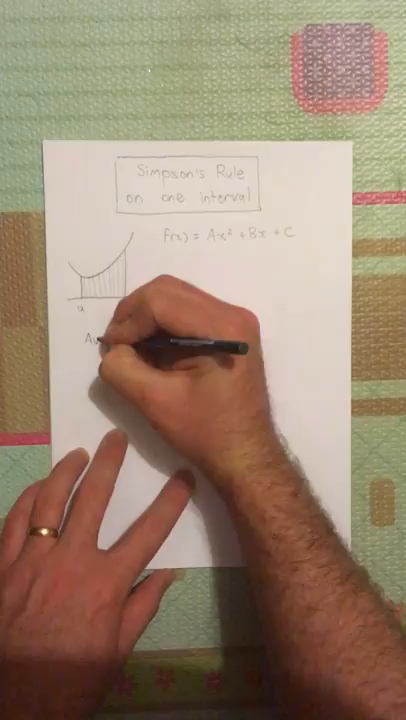 Simpson's Rule
on one interval
f(x) = Ax² + Bx + C
a